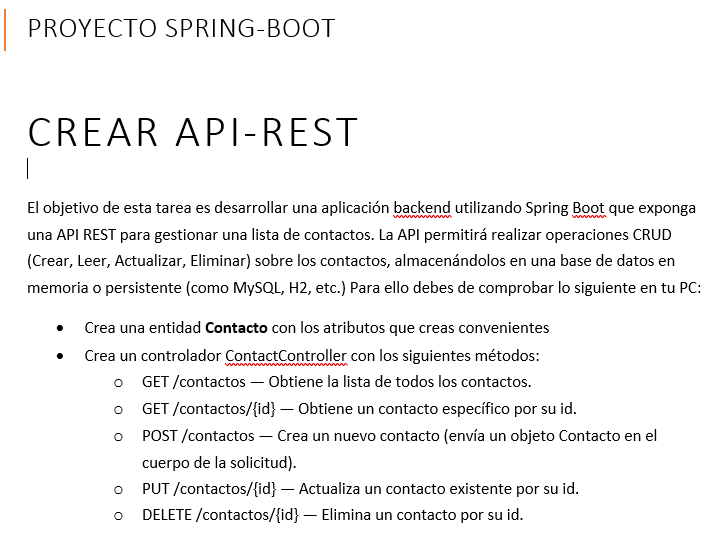 PROYECTO SPRING-BOOT
CREAR API-REST
El objetivo de esta tarea es desarrollar una aplicación backend utilizando Spring Boot que exponga
una API REST para gestionar una lista de contactos. La API permitirá realizar operaciones CRUD
(Crear, Leer, Actualizar, Eliminar) sobre los contactos, almacenándolos en una base de datos en
memoria o persistente (como MySQL, H2, etc.) Para ello debes de comprobar lo siguiente en tu PC:
• Crea una entidad Contacto con los atributos que creas convenientes
• Crea un controlador ContactController con los siguientes métodos:
o GET /contactos — Obtiene la lista de todos los contactos.
o GET /contactos/{id} — Obtiene un contacto específico por su id.
o POST /contactos — Crea un nuevo contacto (envía un objeto Contacto en el
cuerpo de la solicitud).
o PUT /contactos/{id} — Actualiza un contacto existente por su id.
o DELETE /contactos/{id} — Elimina un contacto por su id.